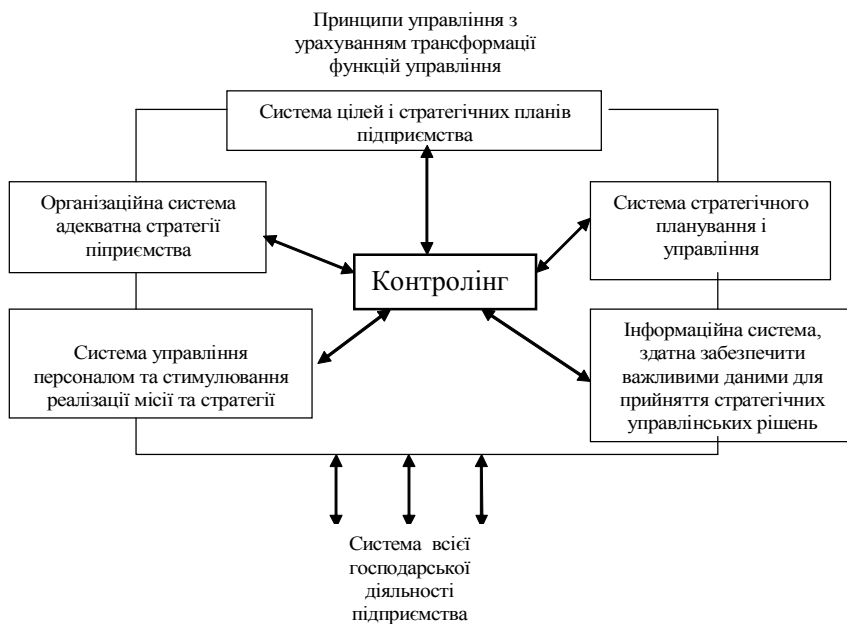 Принципи управління з
урахуванням трансформації
функцій управління
Система цілей і стратегічних планів
підприємства
Організаційна система
адекватна стратегії
піприємства
Система стратегічного
планування і
управління
Контролінг
Система управління
персоналом та стимулювання
реалізації місії та стратегії
Інформаційна система,
здатна забезпечити
важливими даними для
прийняття стратегічних
управлінських рішень
Система всієї
господарської
діяльності
підприємства